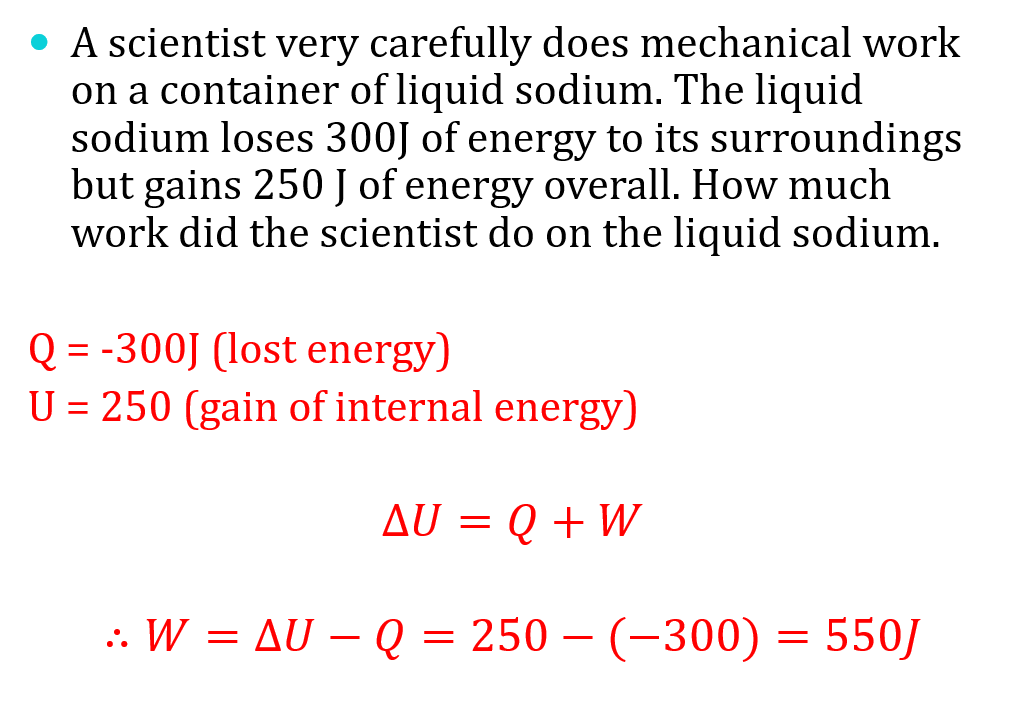 • A scientist very carefully does mechanical work
on a container of liquid sodium. The liquid
sodium loses 300J of energy to its surroundings
but gains 250 J of energy overall. How much
work did the scientist do on the liquid sodium.
Q = -300J (lost energy)
U = 250 (gain of internal energy)
∆U = Q + W
∴ W = ∆U − Q = 250 − (−300) = 550J